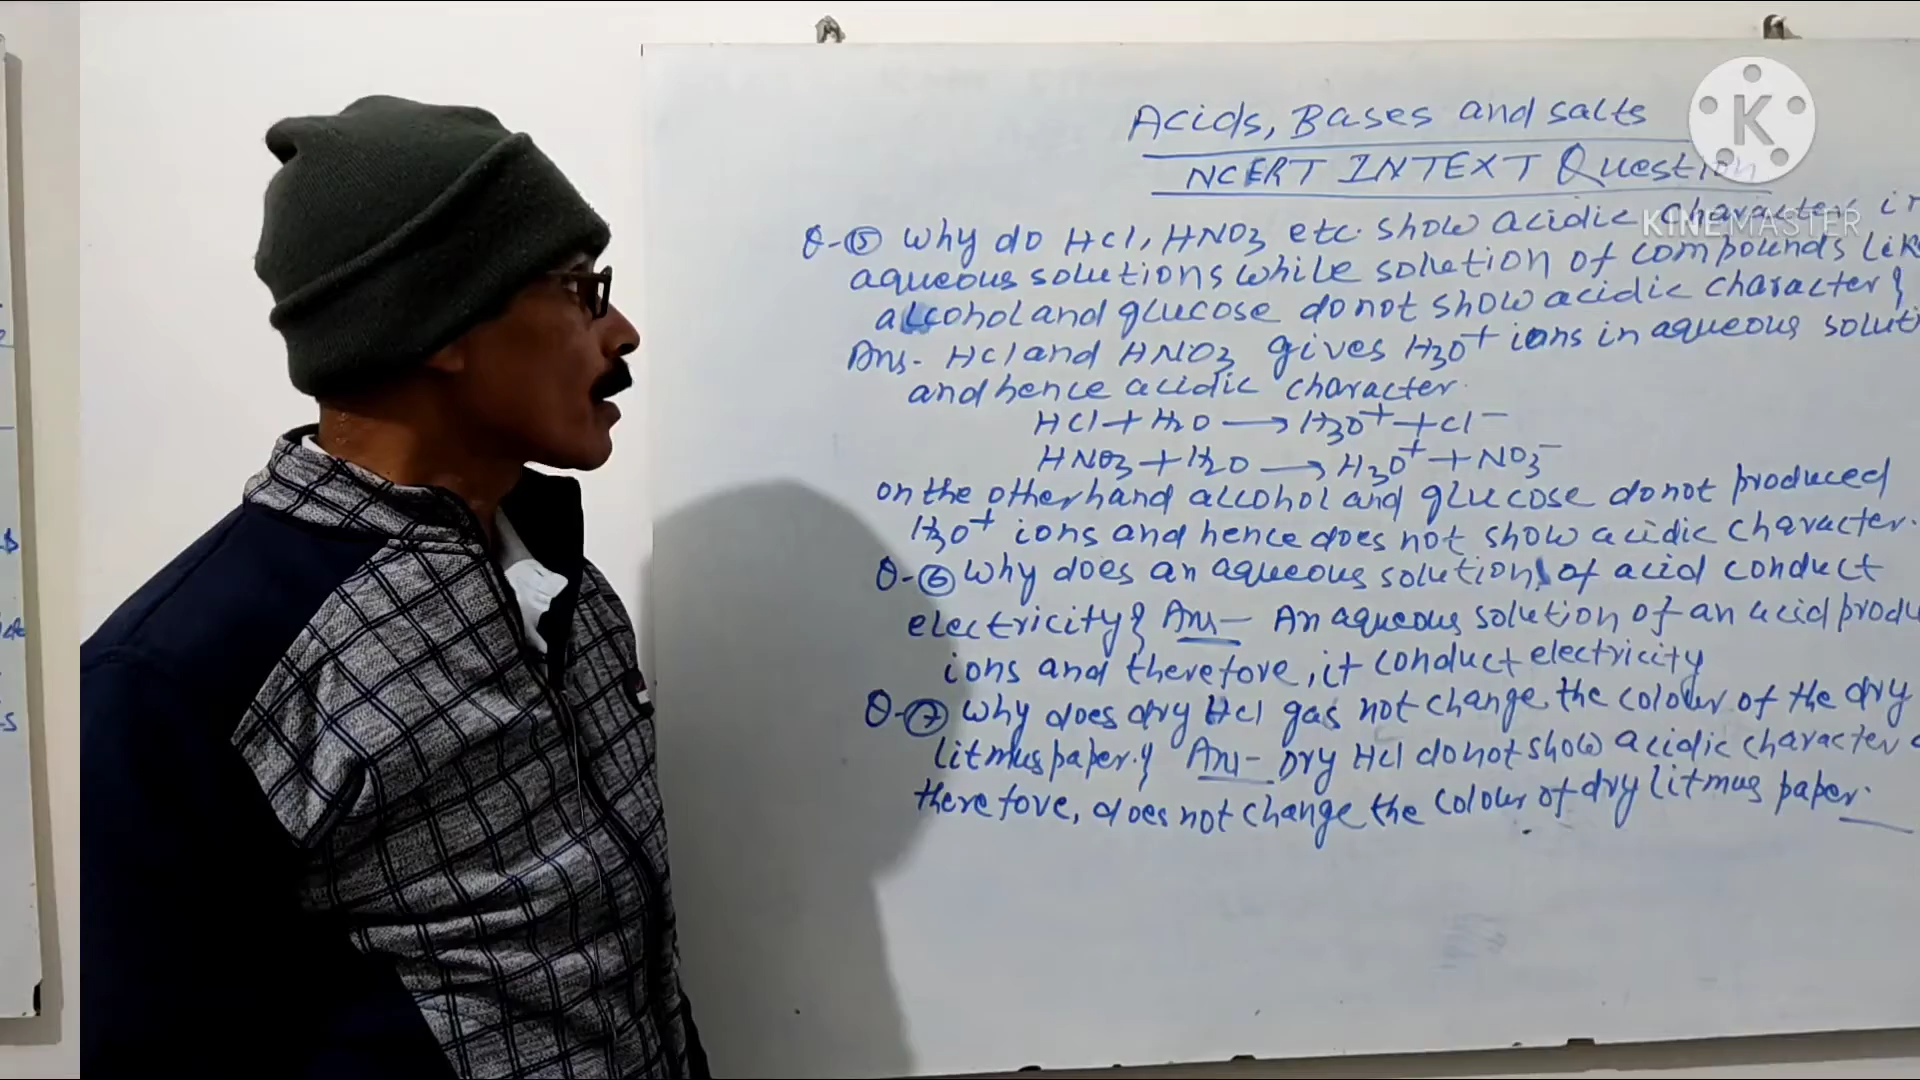 Acids, Bases and salts
NCERT INTEXT Question
K
KINEMASTER
Q-⑤ Why do HCl, HNO3 etc. show acidic character in
aqueous solutions while solution of compounds like
alcohol and glucose do not show acidic character?
Ans- HCl and HNO3 gives H3O+ ions in aqueous soluti
and hence acidic character.
HCl + H2O → H3O+ + Cl-
HNO3 + H2O → H3O+ + NO3-
on the other hand alcohol and glucose do not produced
H3O+ ions and hence does not show acidic character.
Q-⑥ Why does an aqueous solution of acid conduct
electricity? Ans- An aqueous solution of an acid produ
ions and therefore, it conduct electricity
Q-⑦ Why does dry HCl gas not change the colour of the dry
litmus paper.? Ans- Dry HCl do not show acidic character
therefore, does not change the colour of dry litmus paper.